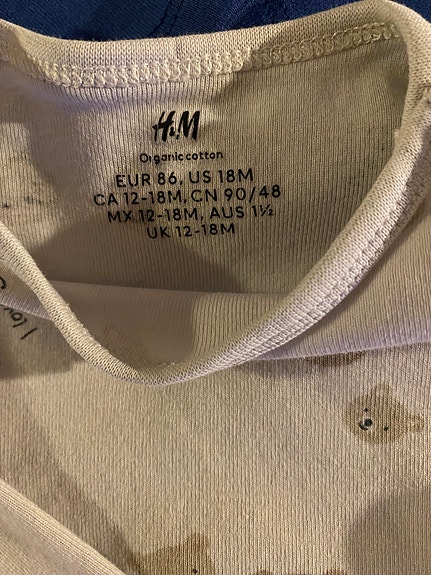 H&M
Organic cotton
EUR 86, US 18M
CA 12-18M, CN 90/48
MX 12-18M, AUS 1½
UK 12-18M
I lov